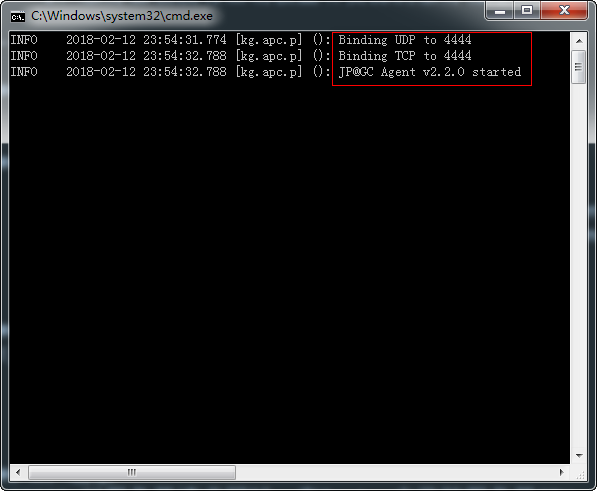 C:\Windows\system32\cmd.exe
INFO    2018-02-12 23:54:31.774 [kg.apc.p] (): Binding UDP to 4444
INFO    2018-02-12 23:54:32.788 [kg.apc.p] (): Binding TCP to 4444
INFO    2018-02-12 23:54:32.788 [kg.apc.p] (): JP@GC Agent v2.2.0 started